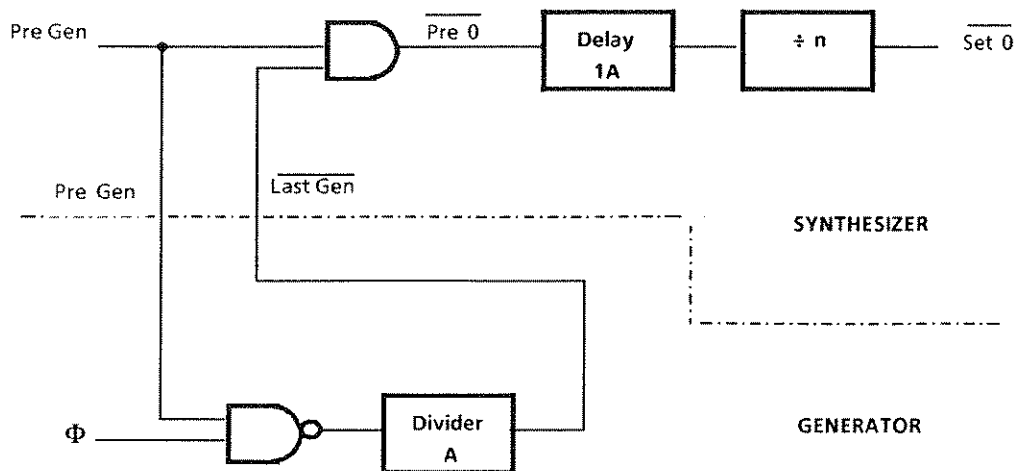 Pre Gen
Pre 0
Delay
1A
÷ n
Set 0
Pre Gen
Last Gen
SYNTHESIZER
Φ
Divider
A
GENERATOR